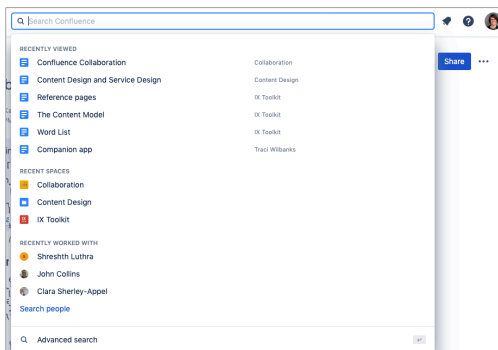 Search Confluence
Share
RECENTLY VIEWED
Confluence Collaboration Collaboration
Content Design and Service Design Content Design
Reference pages IX Toolkit
The Content Model IX Toolkit
Word List IX Toolkit
Companion app Traci Wilbanks
RECENT SPACES
Collaboration
Content Design
IX Toolkit
RECENTLY WORKED WITH
Shreshth Luthra
John Collins
Clara Sherley-Appel
Search people
Advanced search